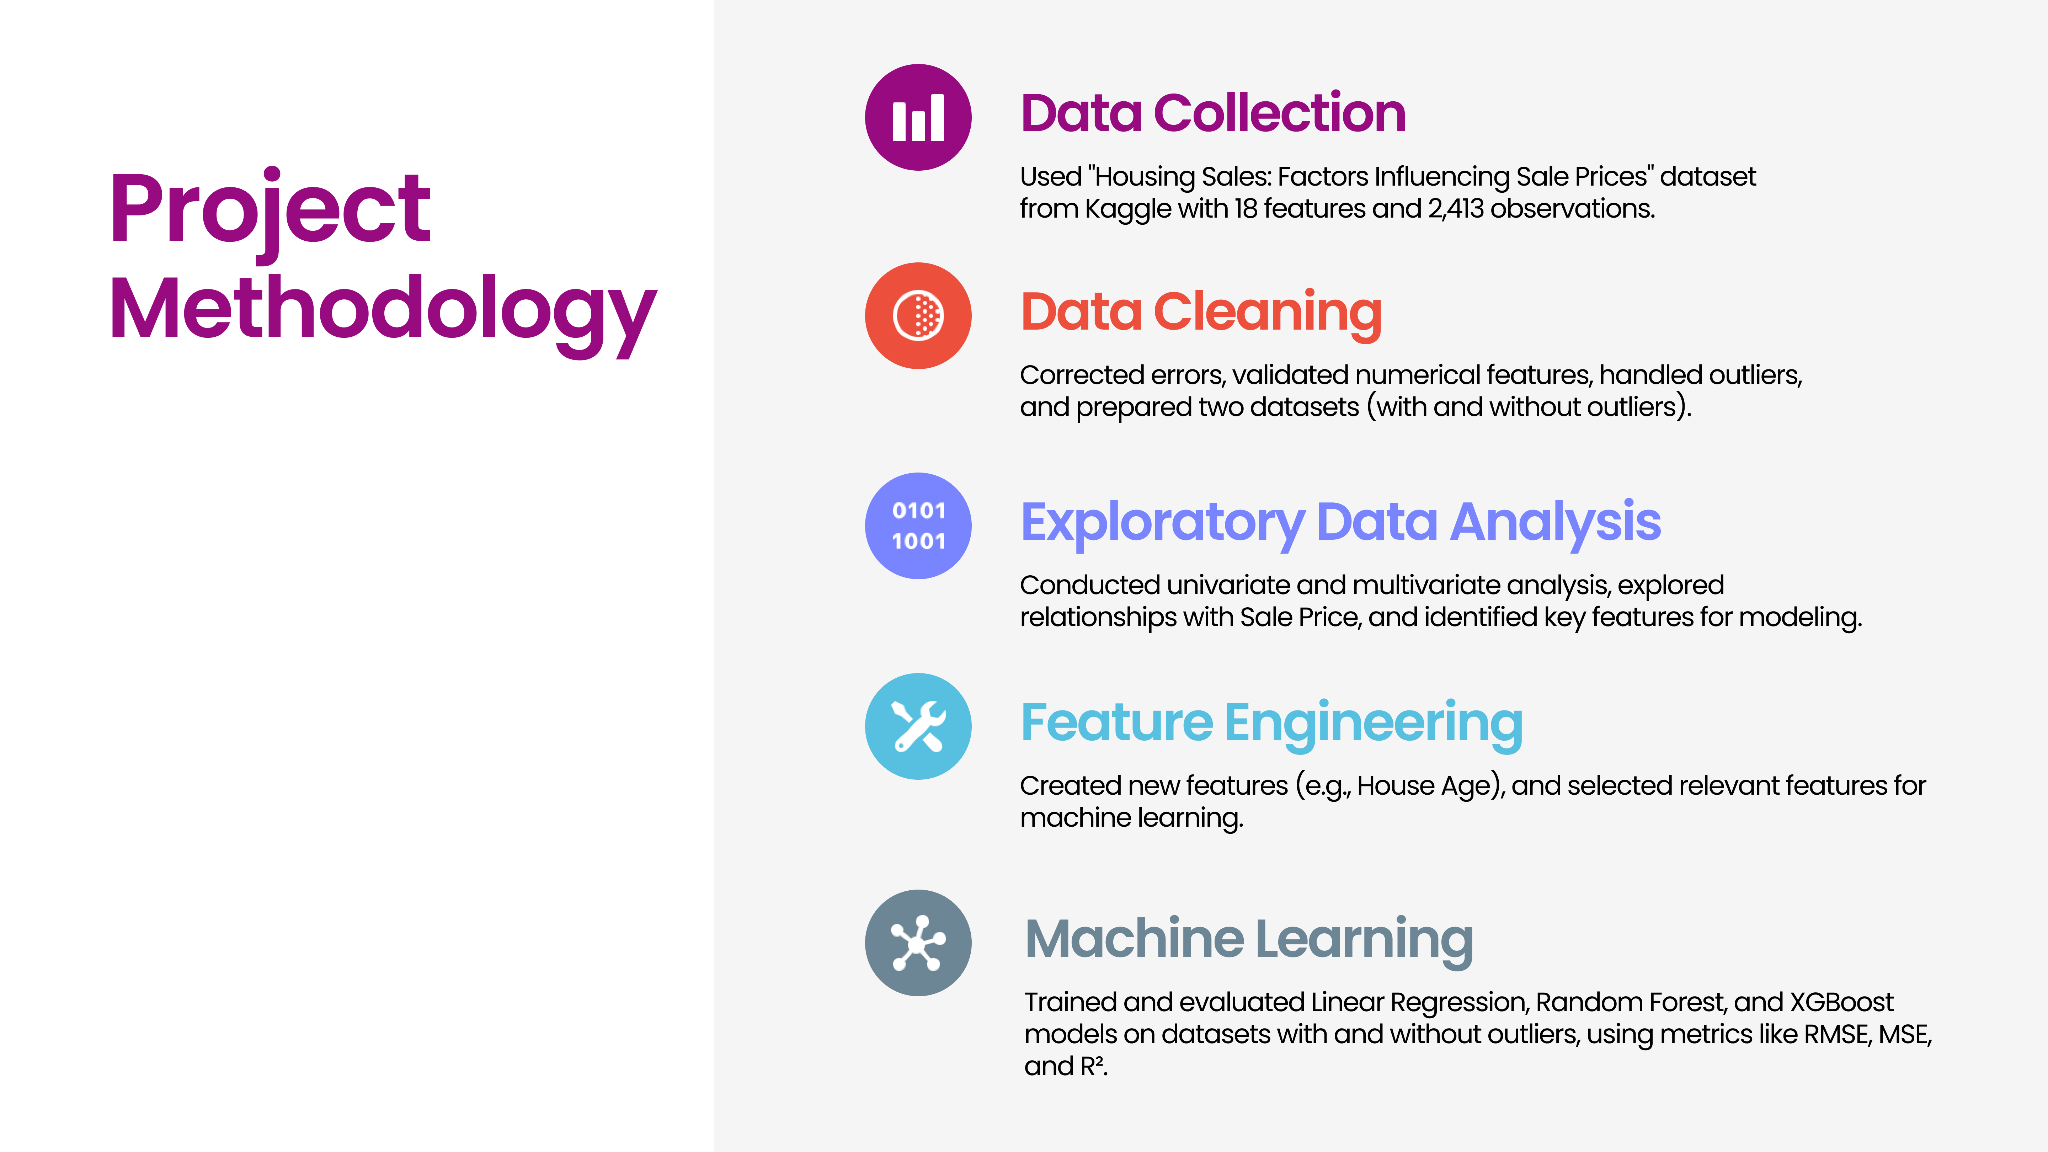 Project
Methodology
Data Collection
Used "Housing Sales: Factors Influencing Sale Prices" dataset
from Kaggle with 18 features and 2,413 observations.
Data Cleaning
Corrected errors, validated numerical features, handled outliers,
and prepared two datasets (with and without outliers).
0101
1001
Exploratory Data Analysis
Conducted univariate and multivariate analysis, explored
relationships with Sale Price, and identified key features for modeling.
Feature Engineering
Created new features (e.g., House Age), and selected relevant features for
machine learning.
Machine Learning
Trained and evaluated Linear Regression, Random Forest, and XGBoost
models on datasets with and without outliers, using metrics like RMSE, MSE,
and R².